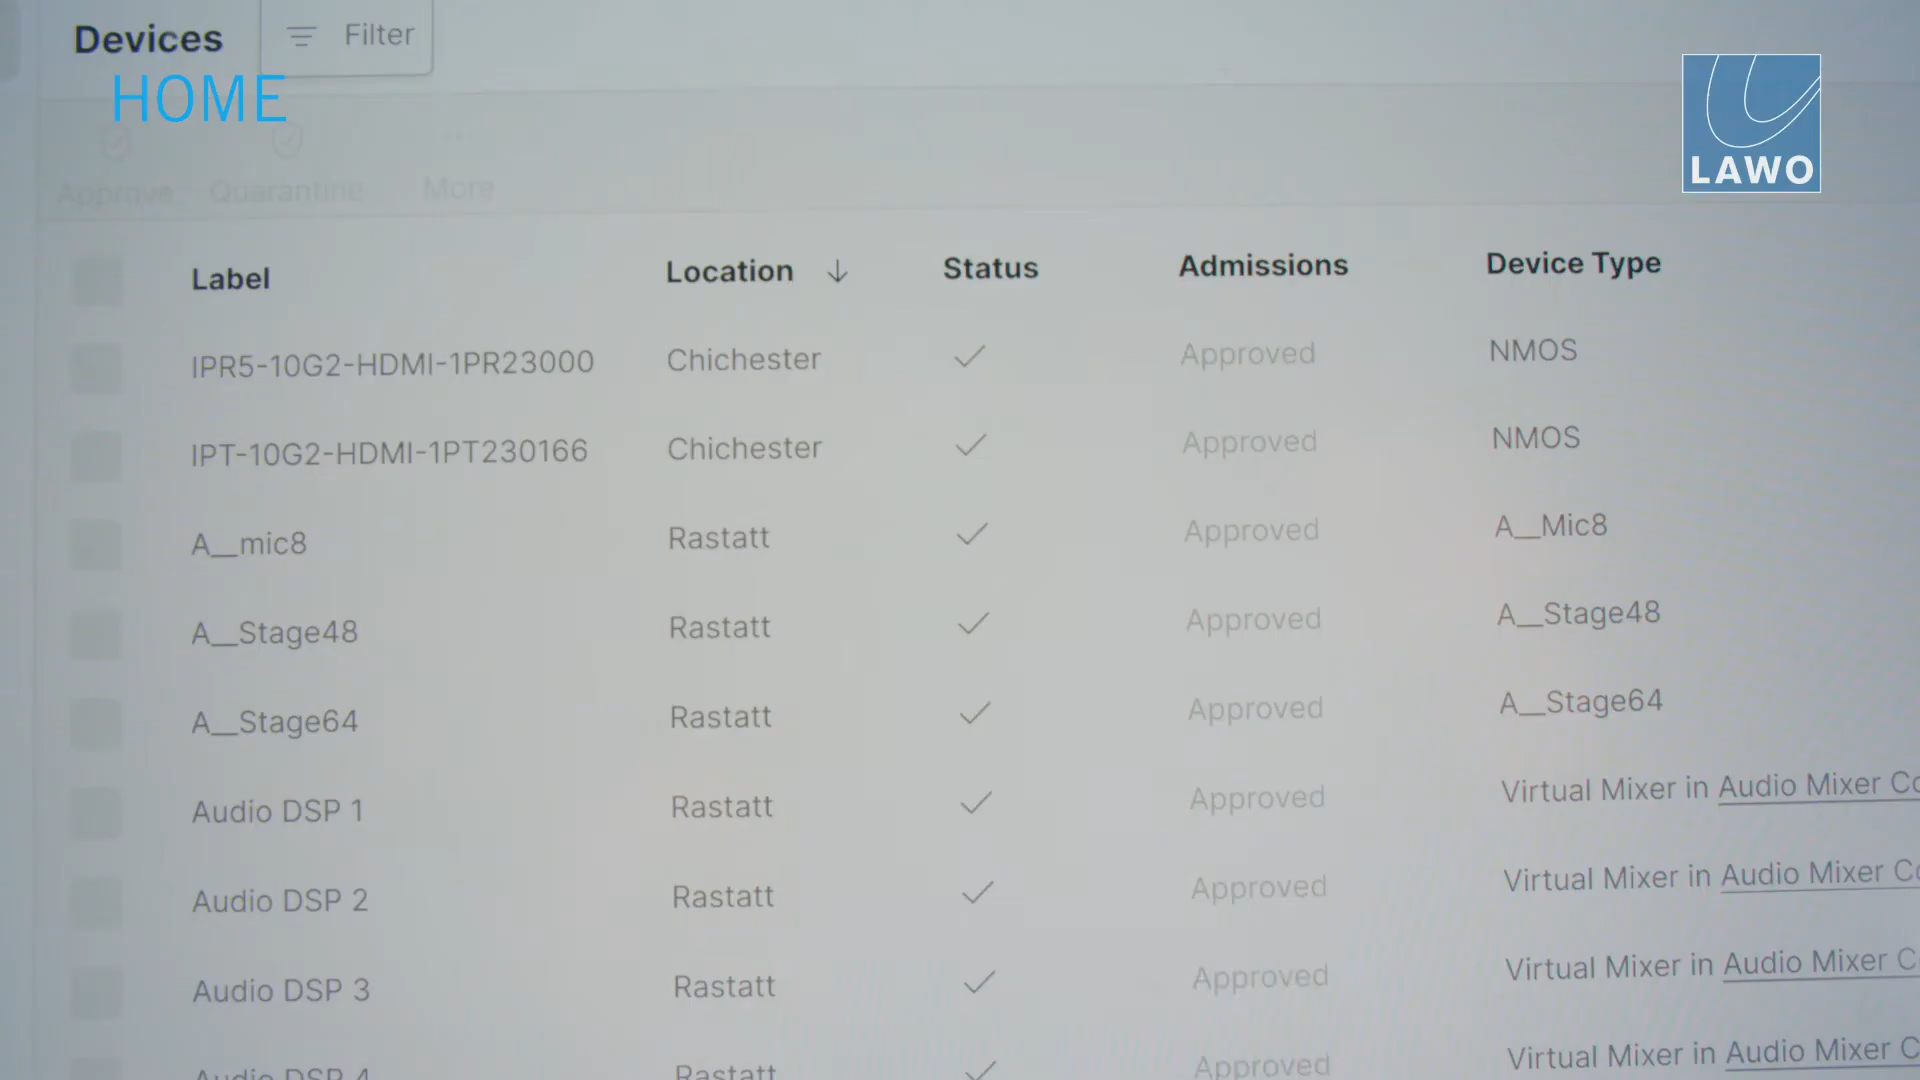 Devices Filter
HOME
LAWO
Approve Quarantine More
Label Location Status Admissions Device Type
IPR5-10G2-HDMI-1PR23000 Chichester Approved NMOS
IPT-10G2-HDMI-1PT230166 Chichester Approved NMOS
A__mic8 Rastatt Approved A__Mic8
A__Stage48 Rastatt Approved A__Stage48
A__Stage64 Rastatt Approved A__Stage64
Audio DSP 1 Rastatt Approved Virtual Mixer in Audio Mixer
Audio DSP 2 Rastatt Approved Virtual Mixer in Audio Mixer
Audio DSP 3 Rastatt Approved Virtual Mixer in Audio Mixer
Audio DSP 4 Rastatt Approved Virtual Mixer in Audio Mixer